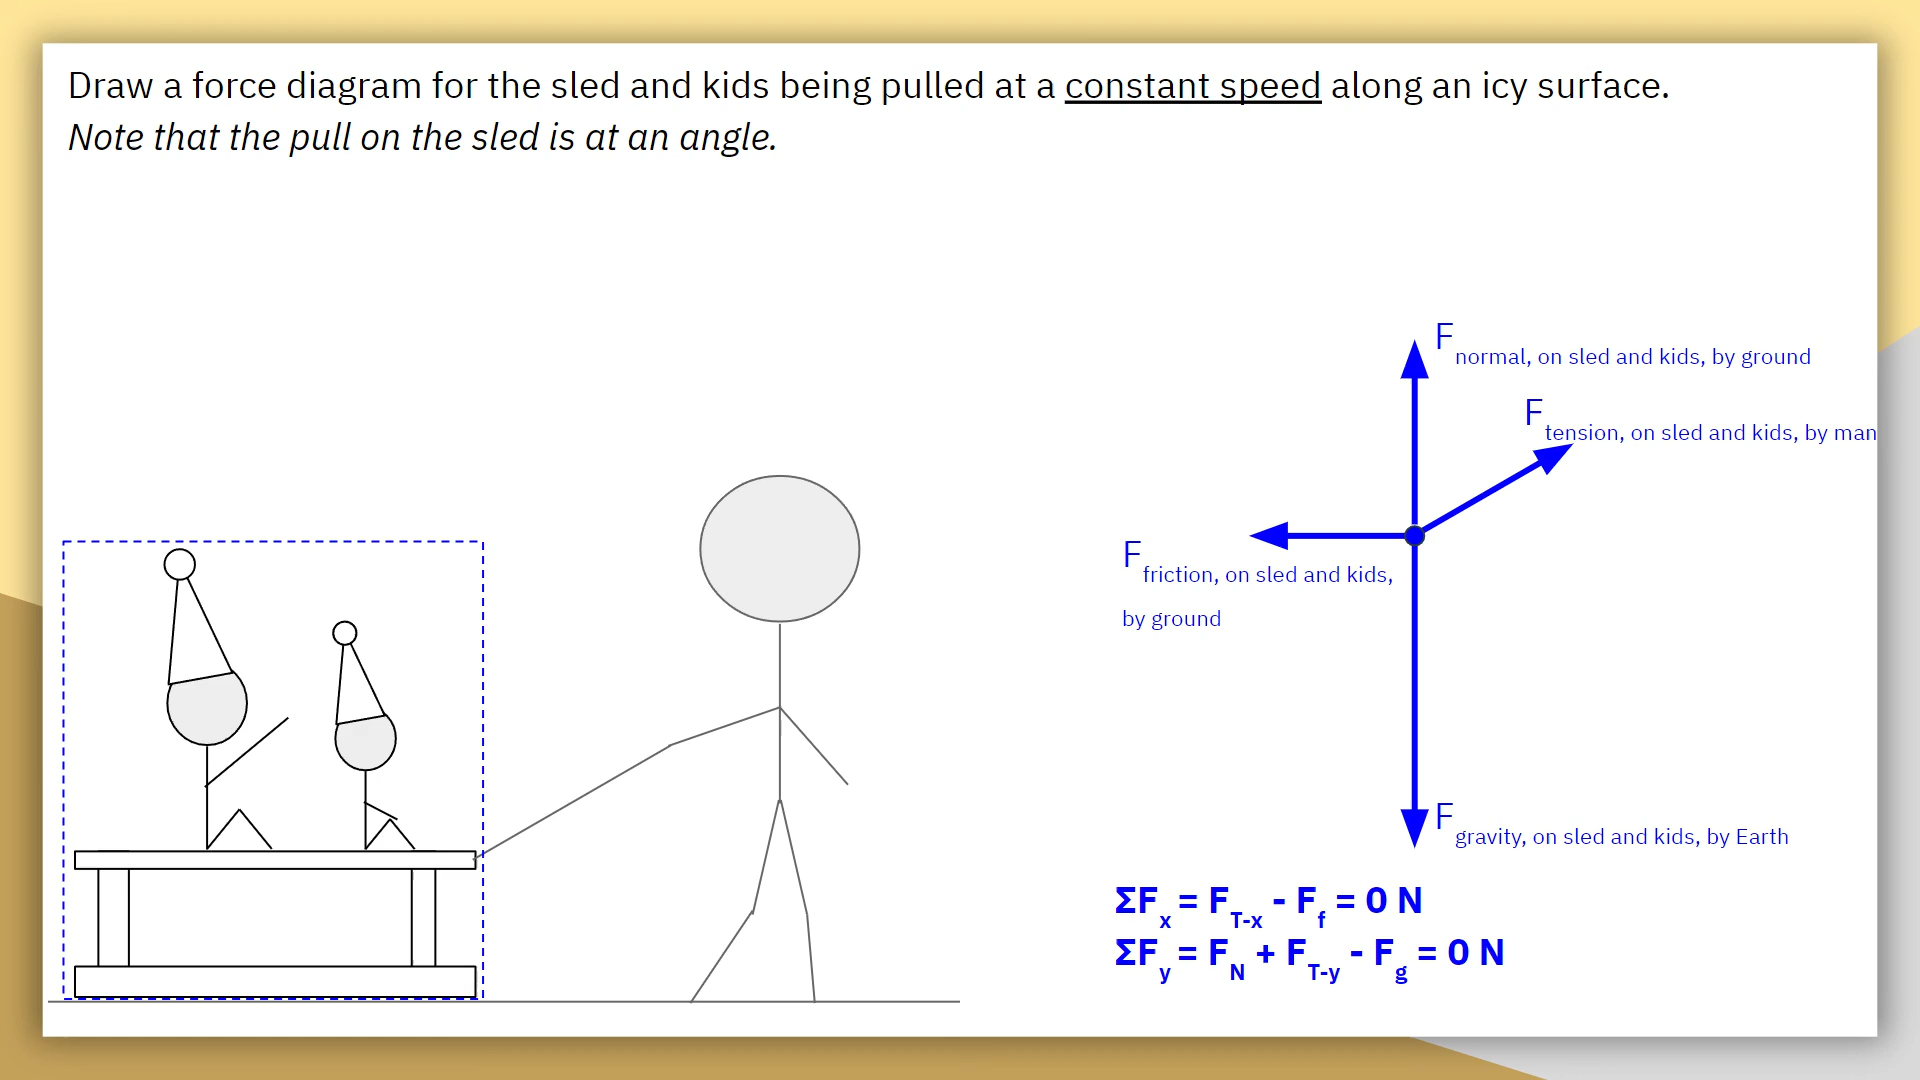 Draw a force diagram for the sled and kids being pulled at a constant speed along an icy surface.
Note that the pull on the sled is at an angle.
F normal, on sled and kids, by ground
F tension, on sled and kids, by man
F friction, on sled and kids,
by ground
F gravity, on sled and kids, by Earth
ΣFx = FT-x - Ff = 0 N
ΣFy = FN + FT-y - Fg = 0 N